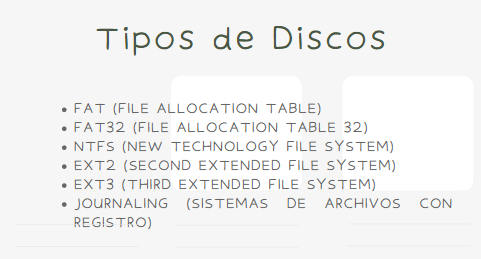 Tipos de Discos
• FAT (FILE ALLOCATION TABLE)
• FAT32 (FILE ALLOCATION TABLE 32)
• NTFS (NEW TECHNOLOGY FILE SYSTEM)
• EXT2 (SECOND EXTENDED FILE SYSTEM)
• EXT3 (THIRD EXTENDED FILE SYSTEM)
• JOURNALING (SISTEMAS DE ARCHIVOS CON
REGISTRO)